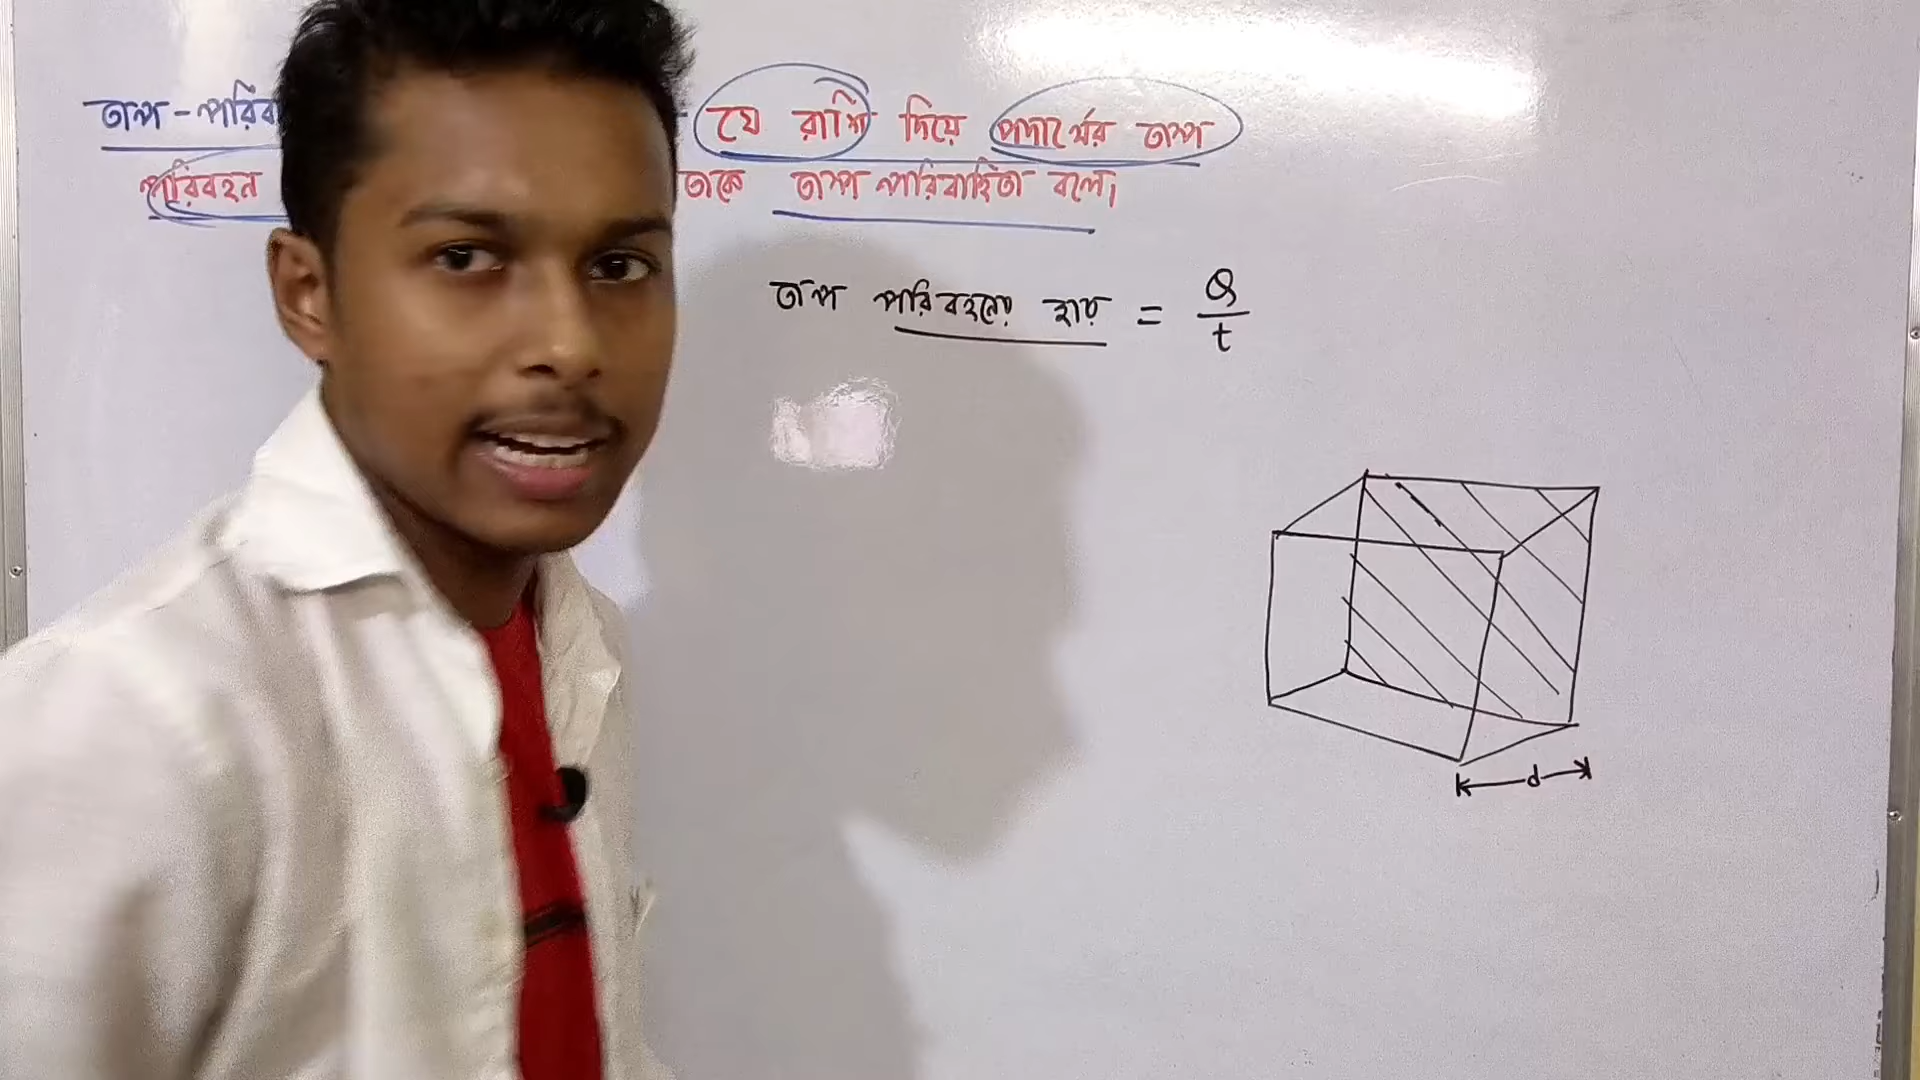 তাপ - পরিবা যে রাশি দিয়ে পদার্থের তাপ
পরিবহন তাকে তাপ পরিবাহিতা বলে।
তাপ পরিবহনের হার = Q/t
d